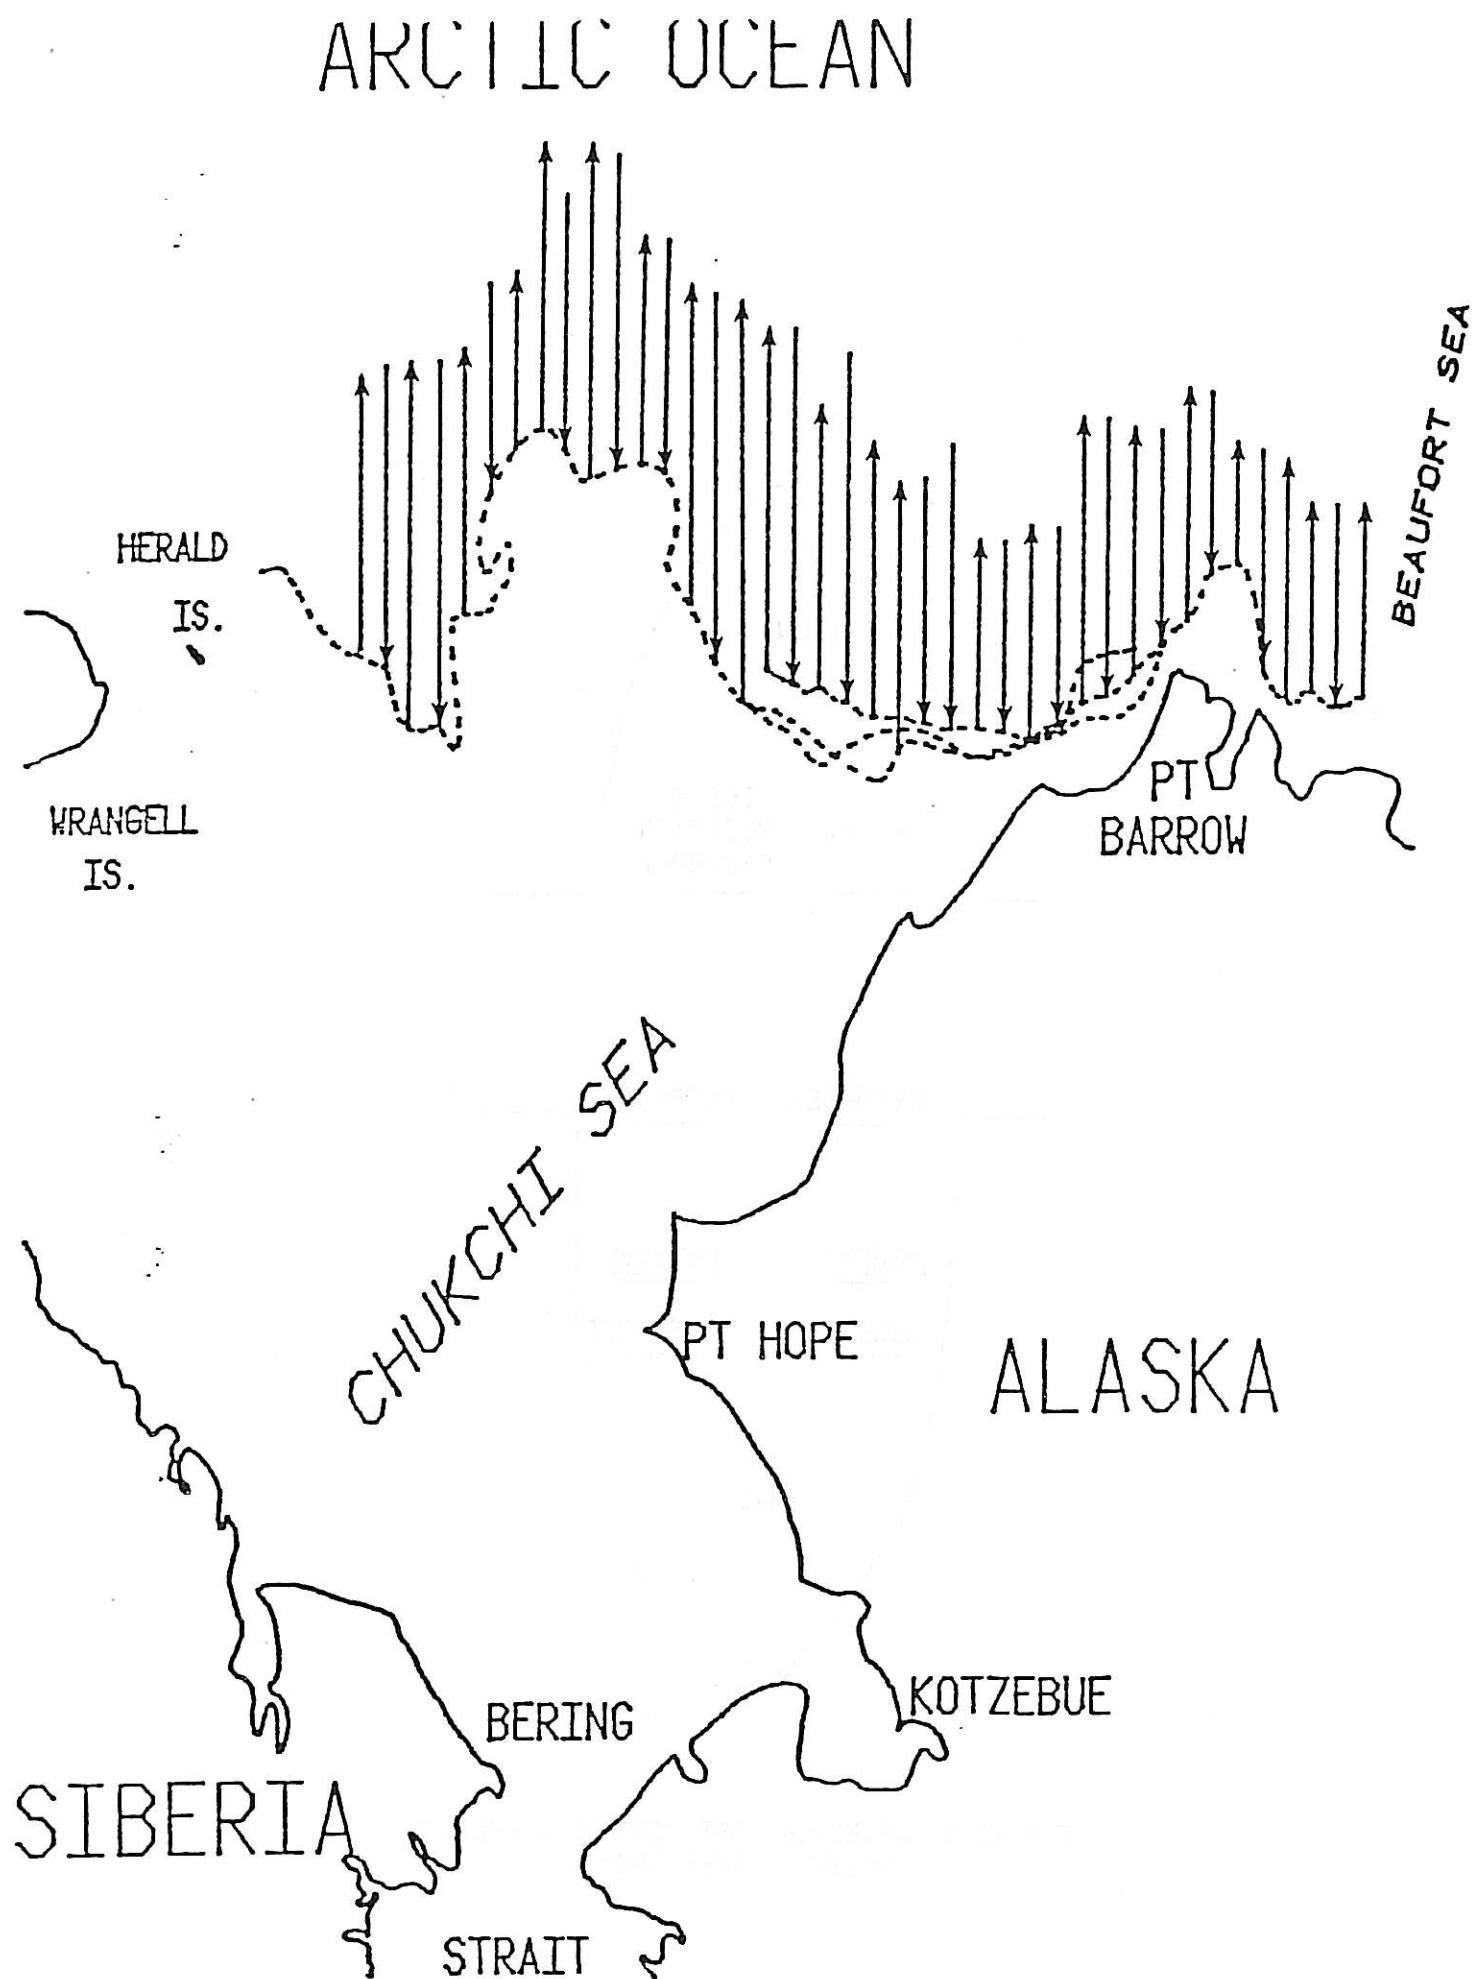 ARCTIC OCEAN
BEAUFORT SEA
HERALD
IS.
WRANGELL
IS.
PT
BARROW
CHUKCHI SEA
PT HOPE
ALASKA
KOTZEBUE
BERING
SIBERIA
STRAIT